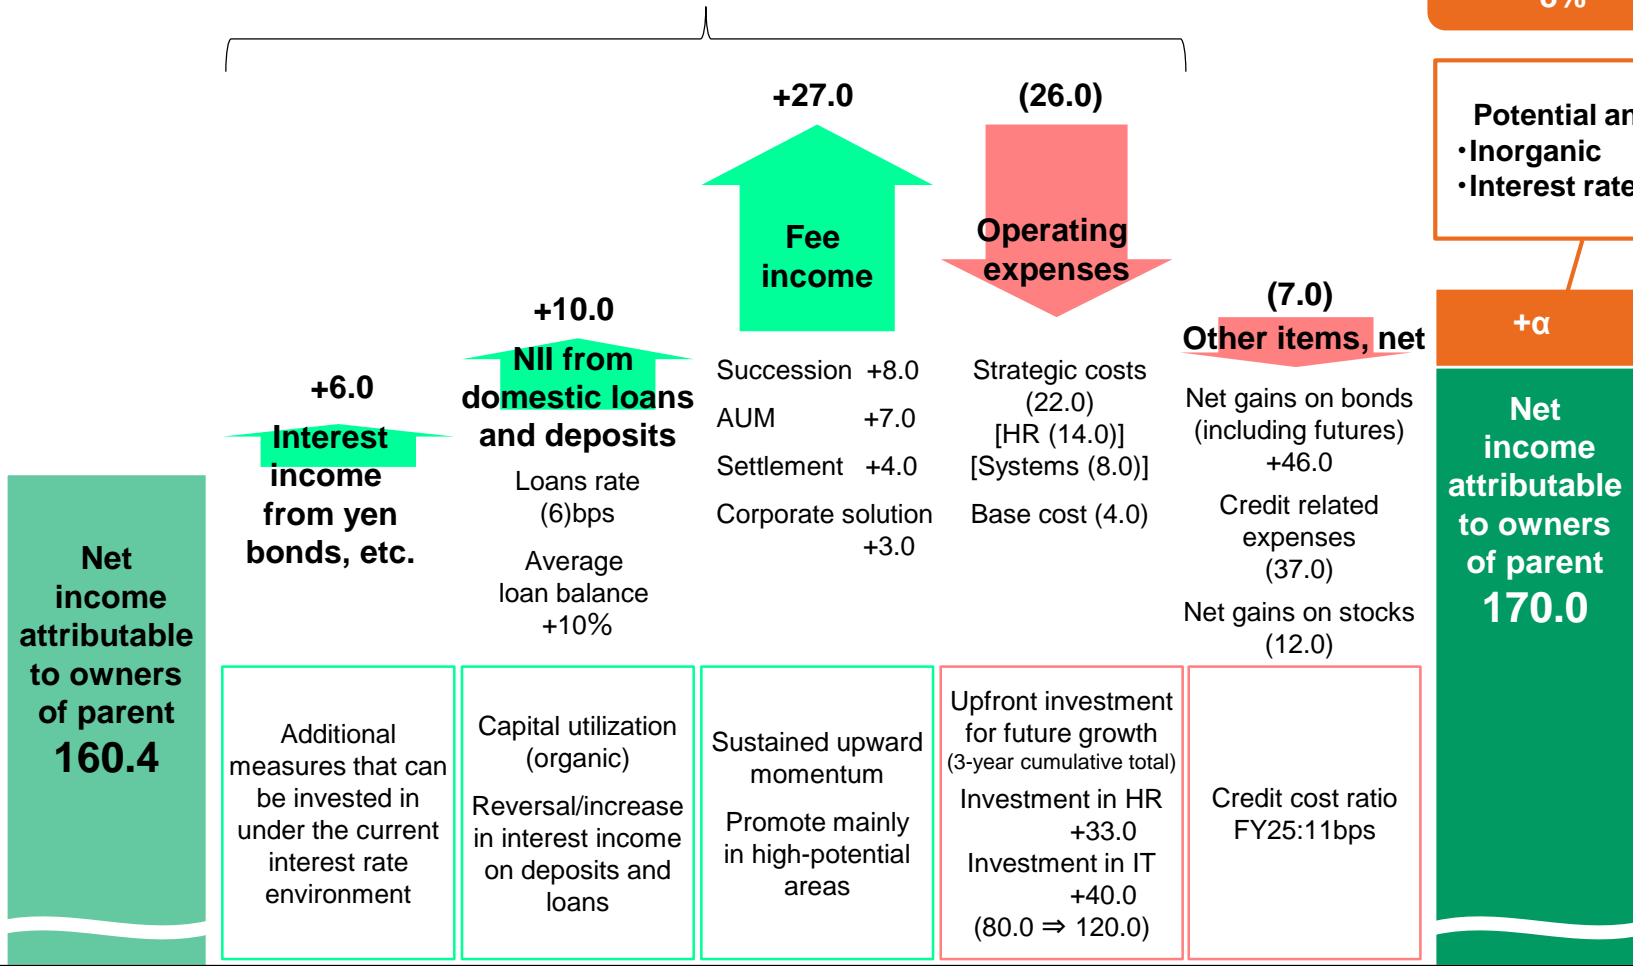 Net
income
attributable
to owners
of parent
160.4
+6.0
Interest
income
from yen
bonds, etc.
Additional
measures that can
be invested in
under the current
interest rate
environment
+10.0
NII from
domestic loans
and deposits
Loans rate
(6)bps
Average
loan balance
+10%
Capital utilization
(organic)
Reversal/increase
in interest income
on deposits and
loans
+27.0
Fee
income
Succession +8.0
AUM +7.0
Settlement +4.0
Corporate solution
+3.0
Sustained upward
momentum
Promote mainly
in high-potential
areas
(26.0)
Operating
expenses
Strategic costs
(22.0)
[HR (14.0)]
[Systems (8.0)]
Base cost (4.0)
Upfront investment
for future growth
(3-year cumulative total)
Investment in HR
+33.0
Investment in IT
+40.0
(80.0 ⇒ 120.0)
(7.0)
Other items, net
Net gains on bonds
(including futures)
+46.0
Credit related
expenses
(37.0)
Net gains on stocks
(12.0)
Credit cost ratio
FY25:11bps
Potential
・Inorganic
・Interest rate
+α
Net
income
attributable
to owners
of parent
170.0